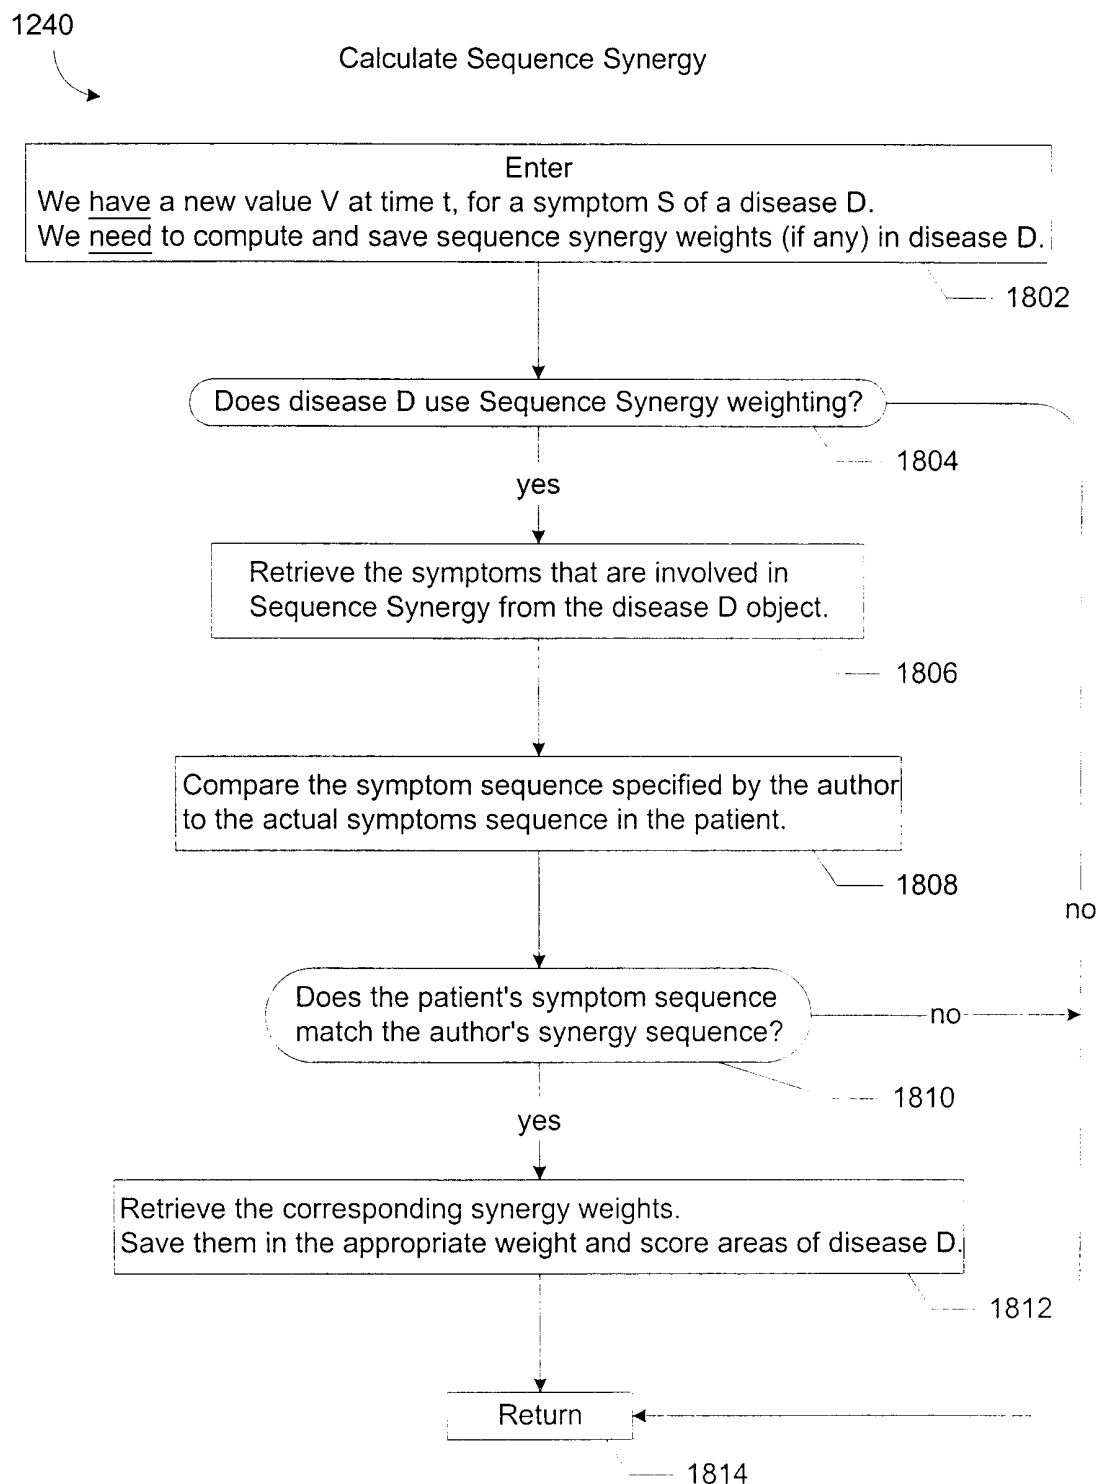 1240
Calculate Sequence Synergy
Enter
We have a new value V at time t, for a symptom S of a disease D.
We need to compute and save sequence synergy weights (if any) in disease D.
1802
Does disease D use Sequence Synergy weighting?
1804
yes
Retrieve the symptoms that are involved in
Sequence Synergy from the disease D object.
1806
Compare the symptom sequence specified by the author
to the actual symptoms sequence in the patient.
1808
no
Does the patient's symptom sequence
match the author's synergy sequence?
no
1810
yes
Retrieve the corresponding synergy weights.
Save them in the appropriate weight and score areas of disease D.
1812
Return
1814